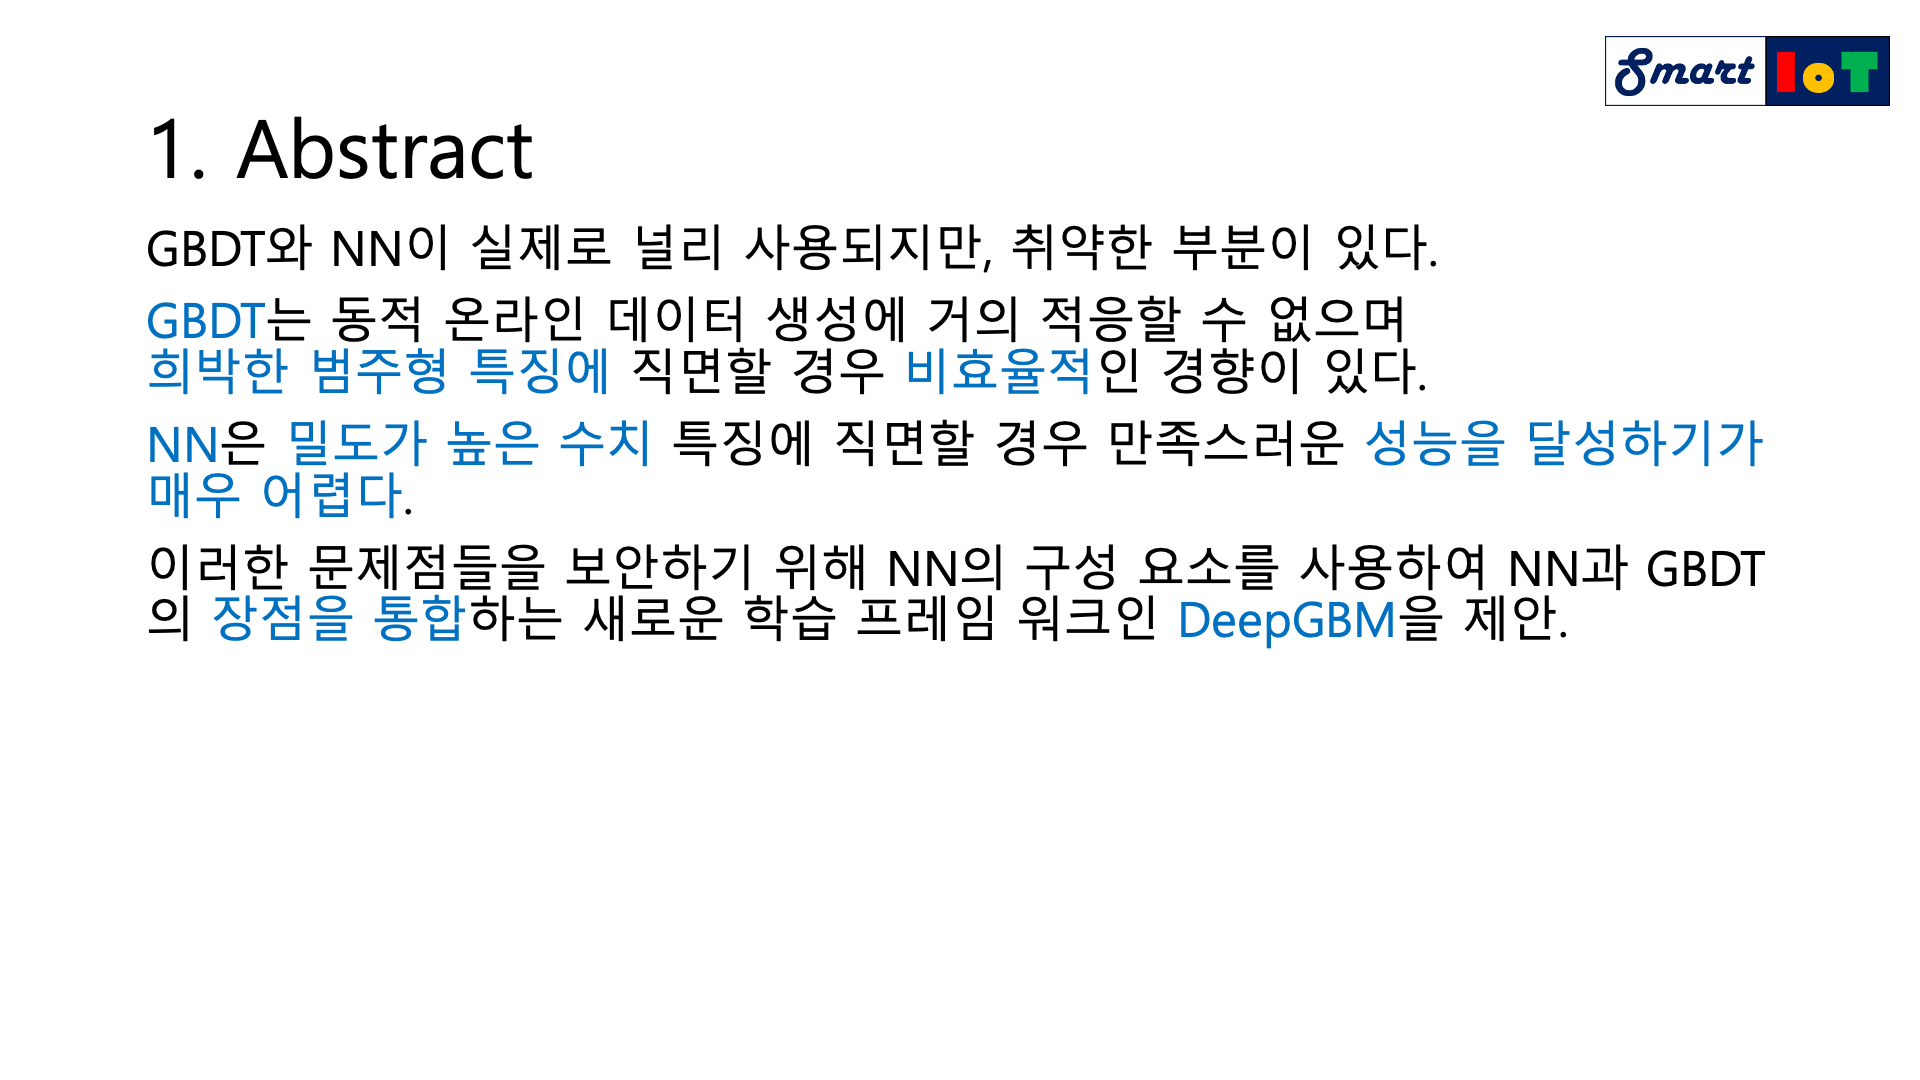 Smart IoT
1. Abstract
GBDT와 NN이 실제로 널리 사용되지만, 취약한 부분이 있다.
GBDT는 동적 온라인 데이터 생성에 거의 적응할 수 없으며
희박한 범주형 특징에 직면할 경우 비효율적인 경향이 있다.
NN은 밀도가 높은 수치 특징에 직면할 경우 만족스러운 성능을 달성하기가
매우 어렵다.
이러한 문제점들을 보안하기 위해 NN의 구성 요소를 사용하여 NN과 GBDT
의 장점을 통합하는 새로운 학습 프레임 워크인 DeepGBM을 제안.